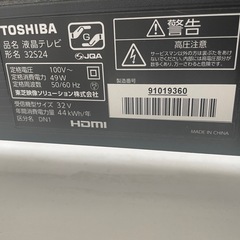 TOSHIBA
品名 液晶テレビ
形名 32S24
JQA
定格電圧 100V～
定格消費電力 49W
定格周波数 50/60 Hz
受信機型サイズ 32V
年間消費電力量 44kWh/年
区分名 DN1
HDMI
東芝映像ソリューション株式会社
警告
高圧注意
製造番号
91019360
MADE IN CHINA